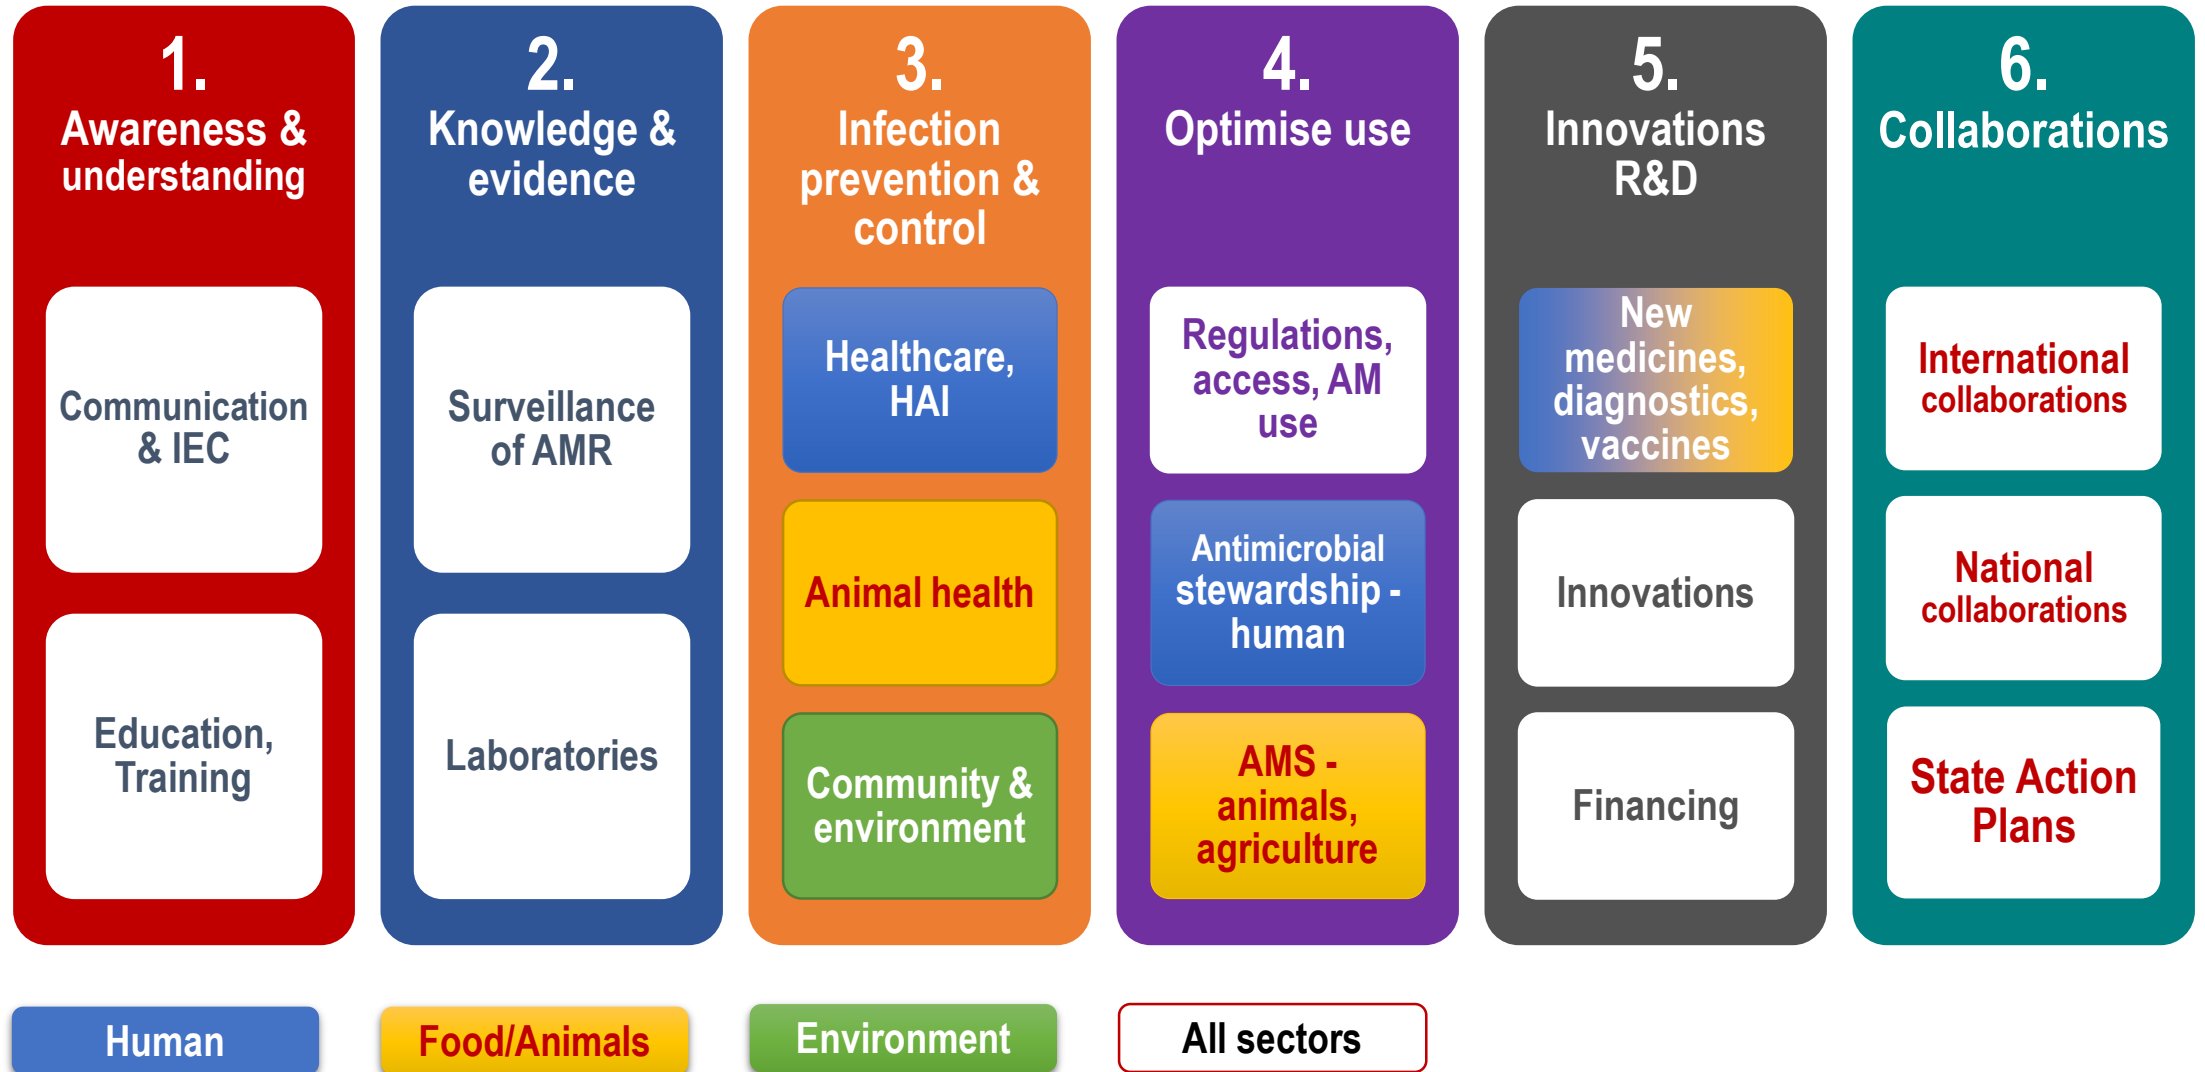 1.
Awareness &
understanding
Communication
& IEC
Education,
Training
2.
Knowledge &
evidence
Surveillance
of AMR
Laboratories
3.
Infection
prevention &
control
Healthcare,
HAI
Animal health
Community &
environment
4.
Optimise use
Regulations,
access, AM
use
Antimicrobial
stewardship -
human
AMS -
animals,
agriculture
5.
Innovations
R&D
New
medicines,
diagnostics,
vaccines
Innovations
Financing
6.
Collaborations
International
collaborations
National
collaborations
State Action
Plans
Human
Food/Animals
Environment
All sectors